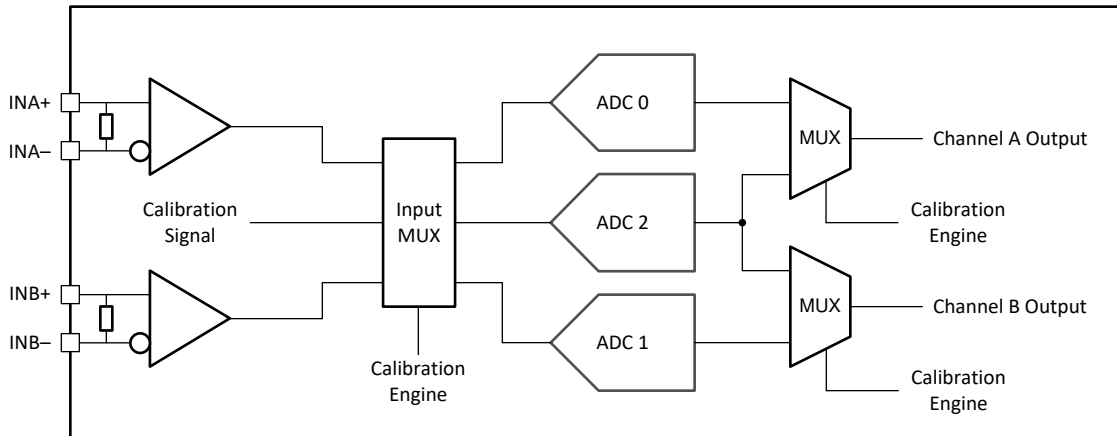 INA+
INA–
ADC 0
MUX
Channel A Output
Calibration
Signal
Input
MUX
ADC 2
Calibration
Engine
INB+
INB–
MUX
Channel B Output
ADC 1
Calibration
Engine
Calibration
Engine